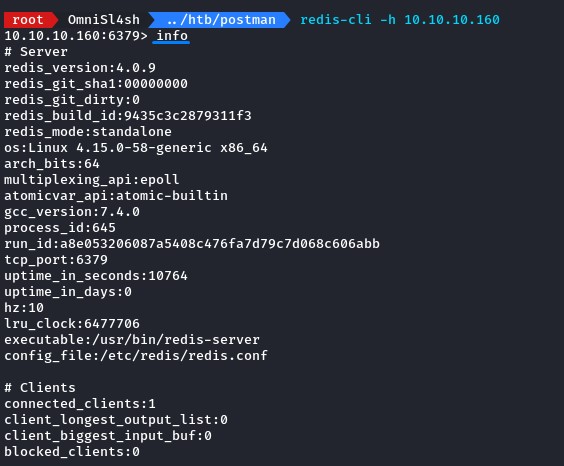 root OmniSl4sh ../htb/postman redis-cli -h 10.10.10.160
10.10.10.160:6379> info
# Server
redis_version:4.0.9
redis_git_sha1:00000000
redis_git_dirty:0
redis_build_id:9435c3c2879311f3
redis_mode:standalone
os:Linux 4.15.0-58-generic x86_64
arch_bits:64
multiplexing_api:epoll
atomicvar_api:atomic-builtin
gcc_version:7.4.0
process_id:645
run_id:a8e053206087a5408c476fa7d79c7d068c606abb
tcp_port:6379
uptime_in_seconds:10764
uptime_in_days:0
hz:10
lru_clock:6477706
executable:/usr/bin/redis-server
config_file:/etc/redis/redis.conf
# Clients
connected_clients:1
client_longest_output_list:0
client_biggest_input_buf:0
blocked_clients:0